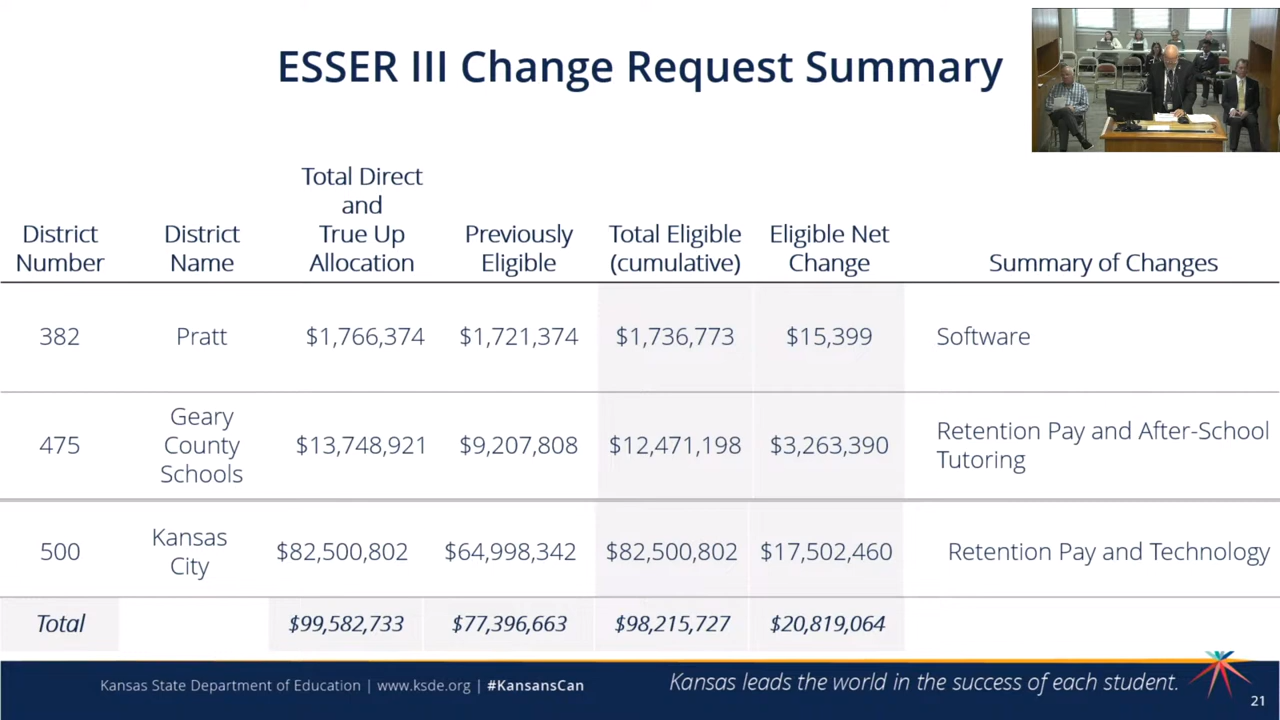 ESSER III Change Request Summary
District Number
District Name
Total Direct and True Up Allocation
Previously Eligible
Total Eligible (cumulative)
Eligible Net Change
Summary of Changes
382 Pratt $1,766,374 $1,721,374 $1,736,773 $15,399 Software
475 Geary County Schools $13,748,921 $9,207,808 $12,471,198 $3,263,390 Retention Pay and After-School Tutoring
500 Kansas City $82,500,802 $64,998,342 $82,500,802 $17,502,460 Retention Pay and Technology
Total $99,582,733 $77,396,663 $98,215,727 $20,819,064
Kansas State Department of Education | www.ksde.org | #KansansCan
Kansas leads the world in the success of each student.
21